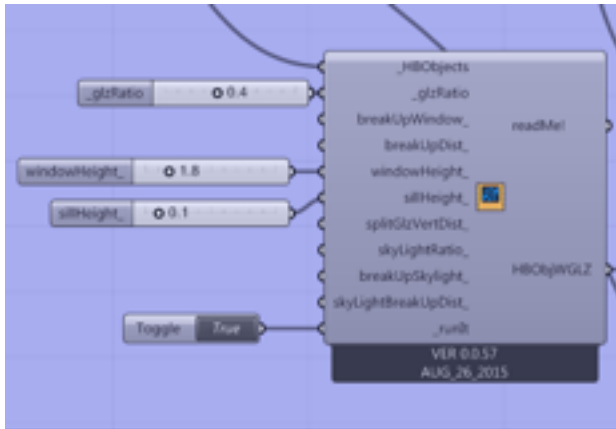 _HBObjects
_glzRatio
0.4
_glzRatio
breakUpWindow_
readMe!
breakUpDist_
windowHeight_
1.8
windowHeight_
sillHeight_
0.1
sillHeight_
splitGlzVertDist_
skyLightRatio_
breakUpSkylight_
HBObjWGLZ
skyLightBreakUpDist_
Toggle
True
_runIt
VER 0.0.57
AUG_26_2015